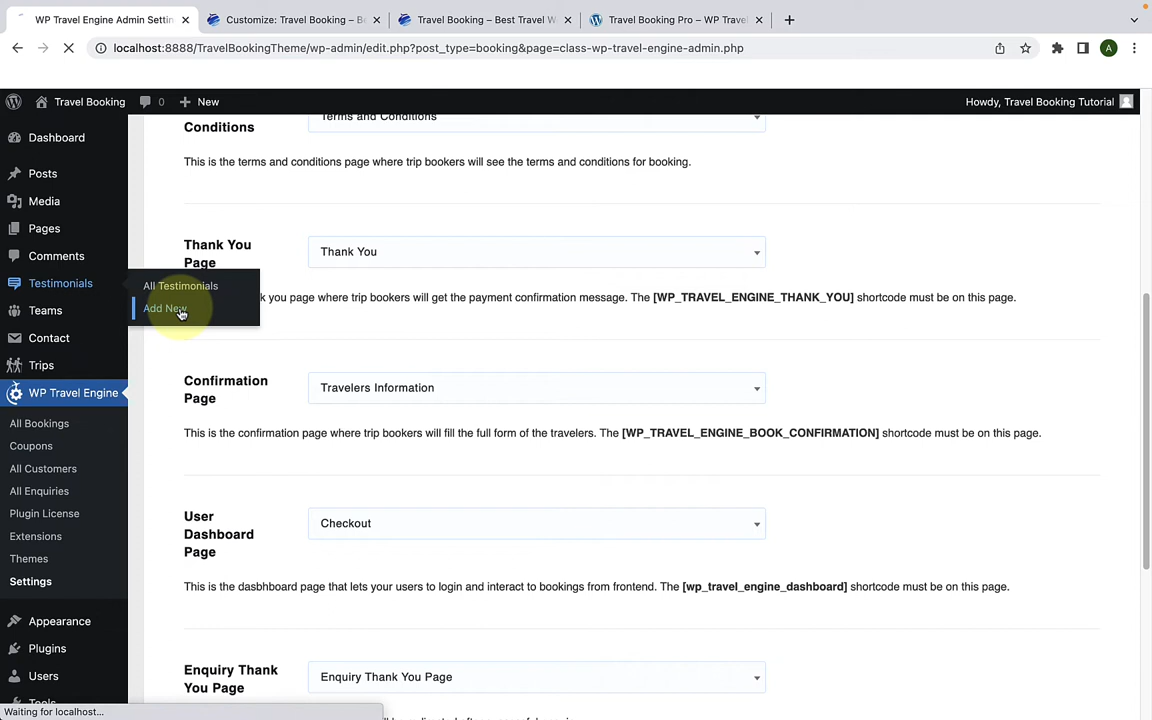 WP Travel Engine Admin Settin
Customize: Travel Booking – Be
Travel Booking – Best Travel W
Travel Booking Pro – WP Trave
localhost:8888/TravelBookingTheme/wp-admin/edit.php?post_type=booking&page=class-wp-travel-engine-admin.php
A
Travel Booking
0
New
Howdy, Travel Booking Tutorial
Dashboard
Posts
Media
Pages
Comments
Testimonials
All Testimonials
Add New
Teams
Contact
Trips
WP Travel Engine
All Bookings
Coupons
All Customers
All Enquiries
Plugin License
Extensions
Themes
Settings
Appearance
Plugins
Users
Tools
Waiting for localhost...
Conditions
Terms and Conditions
This is the terms and conditions page where trip bookers will see the terms and conditions for booking.
Thank You
Page
Thank You
k you page where trip bookers will get the payment confirmation message. The [WP_TRAVEL_ENGINE_THANK_YOU] shortcode must be on this page.
Confirmation
Page
Travelers Information
This is the confirmation page where trip bookers will fill the full form of the travelers. The [WP_TRAVEL_ENGINE_BOOK_CONFIRMATION] shortcode must be on this page.
User
Dashboard
Page
Checkout
This is the dasbhboard page that lets your users to login and interact to bookings from frontend. The [wp_travel_engine_dashboard] shortcode must be on this page.
Enquiry Thank
You Page
Enquiry Thank You Page